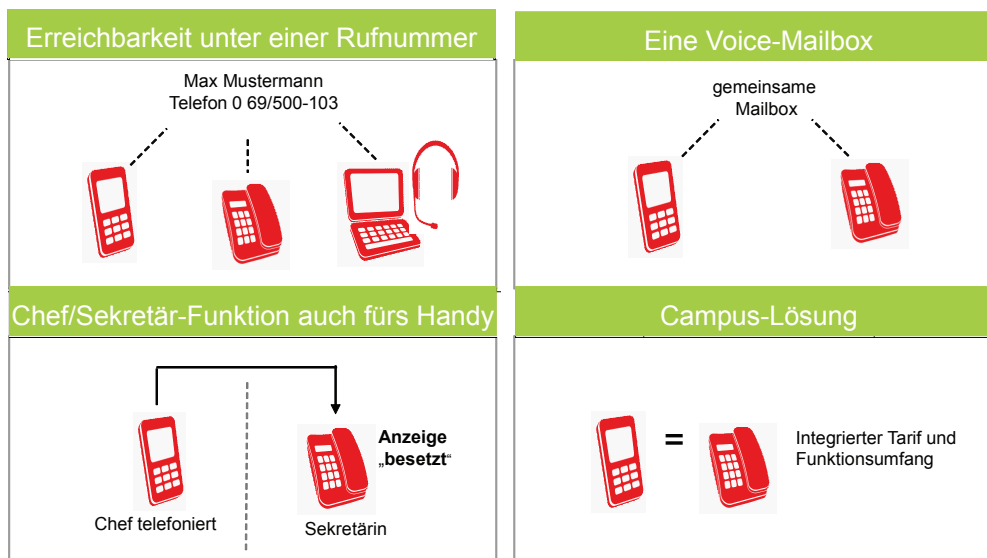 Erreichbarkeit unter einer Rufnummer
Max Mustermann
Telefon 0 69/500-103
Eine Voice-Mailbox
gemeinsame
Mailbox
Chef/Sekretär-Funktion auch fürs Handy
Anzeige
„besetzt“
Chef telefoniert
Sekretärin
Campus-Lösung
=
Integrierter Tarif und
Funktionsumfang